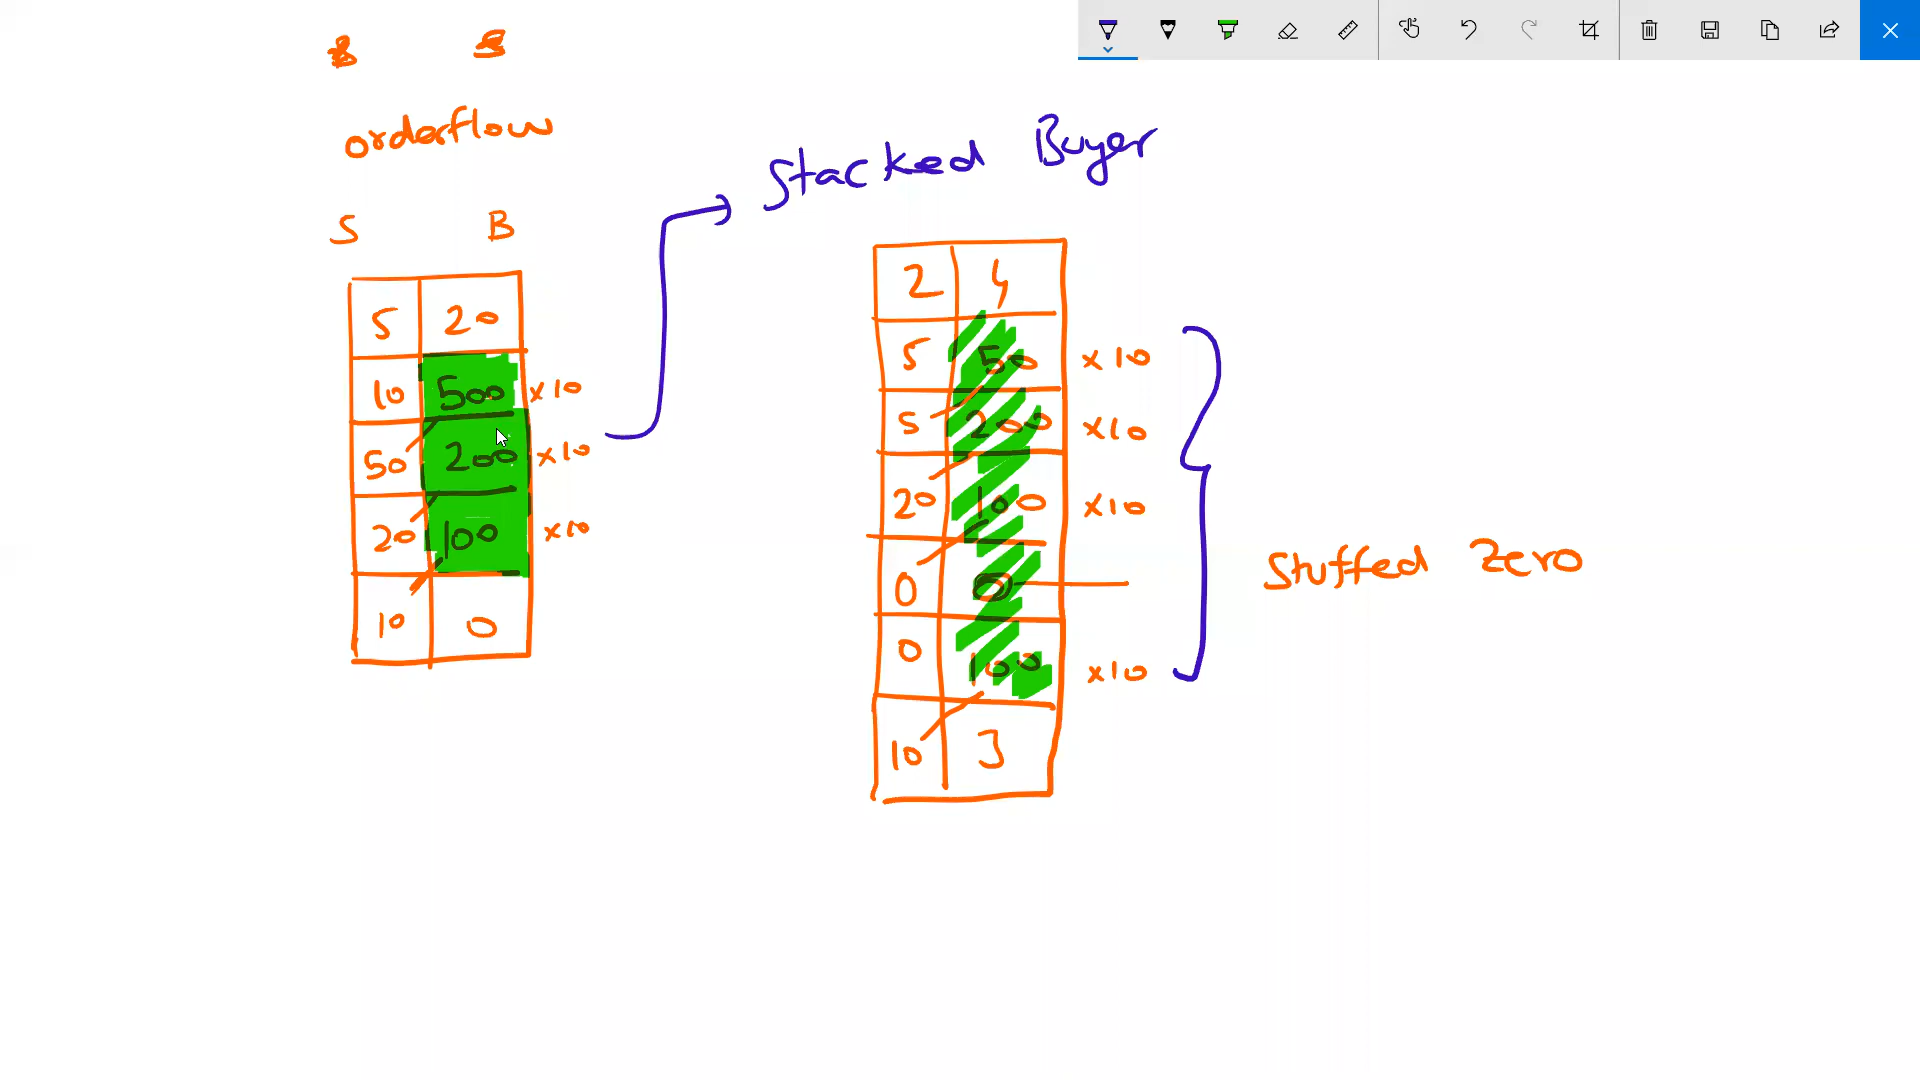 orderflow
Stacked Buyer
S B
5 20
10 500 x10
50 200 x10
20 100 x10
10 0
2 4
5 50 x10
5 200 x10
20 100 x10
0 0
0 100 x10
10 3
Stuffed Zero